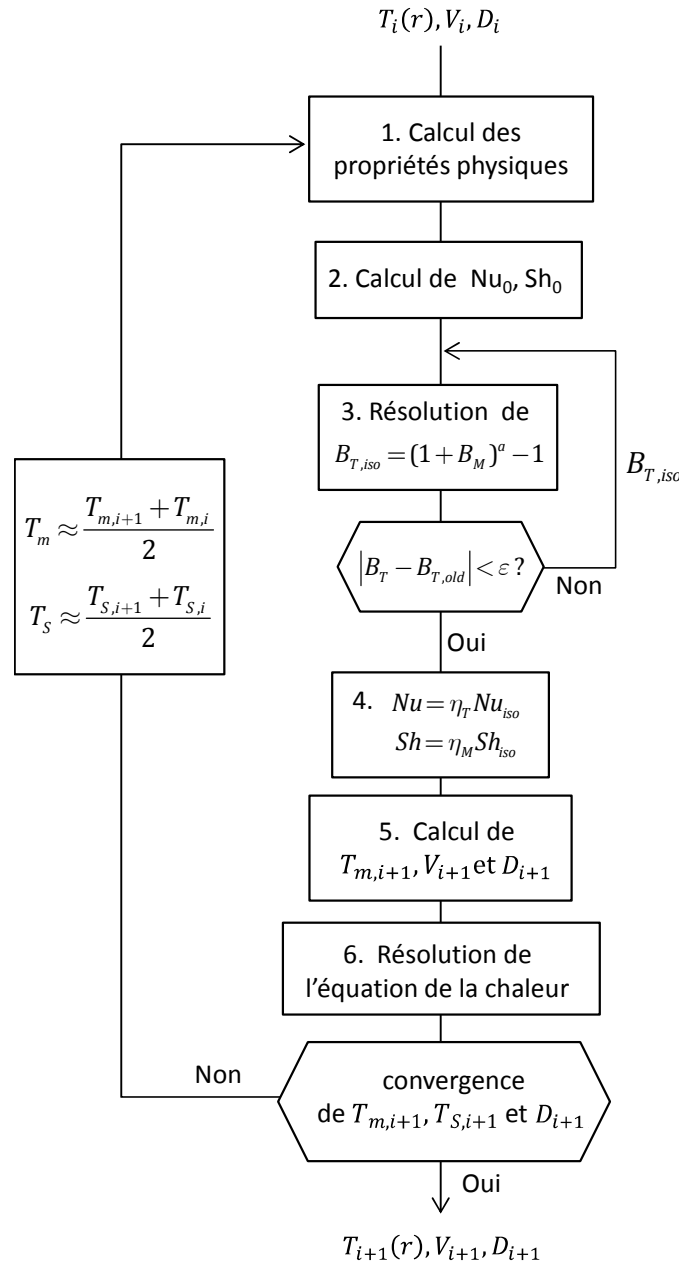 T_i(r), V_i, D_i
1. Calcul des
propriétés physiques
2. Calcul de Nu_0, Sh_0
3. Résolution de
B_{T,iso} = (1 + B_M)^a − 1
B_{T,iso}
|B_T − B_{T,old}| < ε ?
Non
Oui
4. Nu = η_T Nu_{iso}
Sh = η_M Sh_{iso}
5. Calcul de
T_{m,i+1}, V_{i+1} et D_{i+1}
6. Résolution de
l'équation de la chaleur
convergence
de T_{m,i+1}, T_{S,i+1} et D_{i+1}
Non
T_m ≈ (T_{m,i+1} + T_{m,i}) / 2
T_S ≈ (T_{S,i+1} + T_{S,i}) / 2
Oui
T_{i+1}(r), V_{i+1}, D_{i+1}